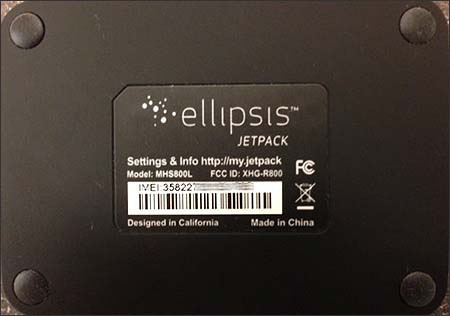 ellipsis™
JETPACK
Settings & Info http://my.jetpack
Model: MHS800L FCC ID: XHG-R800
IMEI 35822
Designed in California Made in China